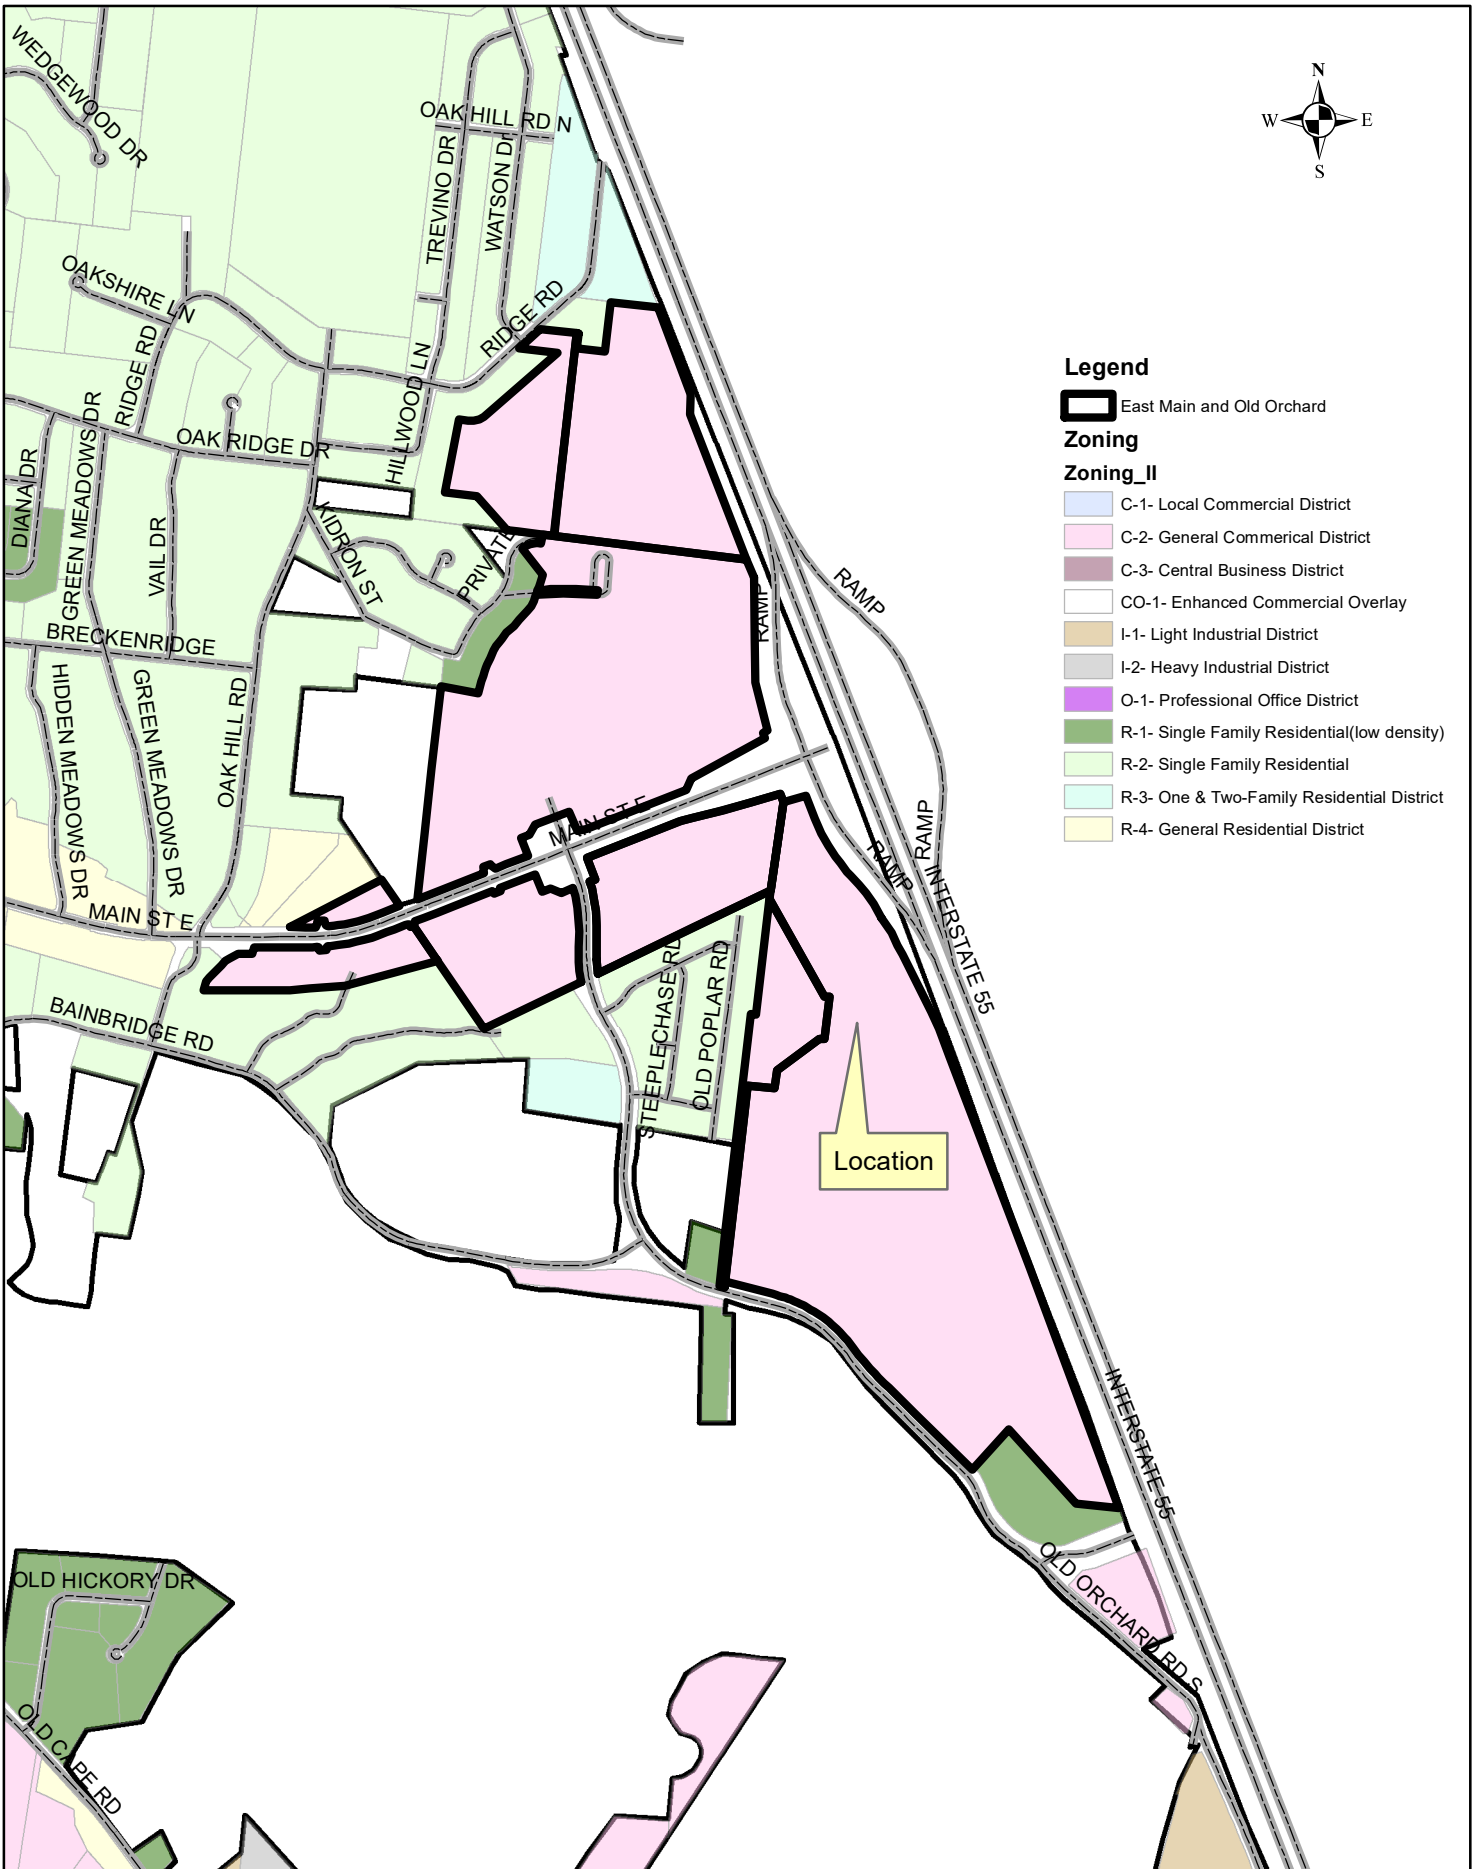 WEDGEWOOD DR
OAK HILL RD N
TREVINO DR
WATSON Dr
N
W
E
S
OAKSHIRE LN
RIDGE RD
RIDGE RD
HILLWOOD LN
OAK RIDGE DR
DIANA DR
GREEN MEADOWS DR
VAIL DR
KIDRON ST
PRIVATE
BRECKENRIDGE
HIDDEN MEADOWS DR
GREEN MEADOWS DR
OAK HILL RD
RAMP
RAMP
RAMP
RAMP
MAIN ST E
MAIN ST E
INTERSTATE 55
BAINBRIDGE RD
STEEPLECHASE RD
OLD POPLAR RD
Location
INTERSTATE 55
OLD ORCHARD RD S
OLD HICKORY DR
OLD CAPE RD
Legend
East Main and Old Orchard
Zoning
Zoning_II
C-1- Local Commercial District
C-2- General Commerical District
C-3- Central Business District
CO-1- Enhanced Commercial Overlay
I-1- Light Industrial District
I-2- Heavy Industrial District
O-1- Professional Office District
R-1- Single Family Residential(low density)
R-2- Single Family Residential
R-3- One & Two-Family Residential District
R-4- General Residential District